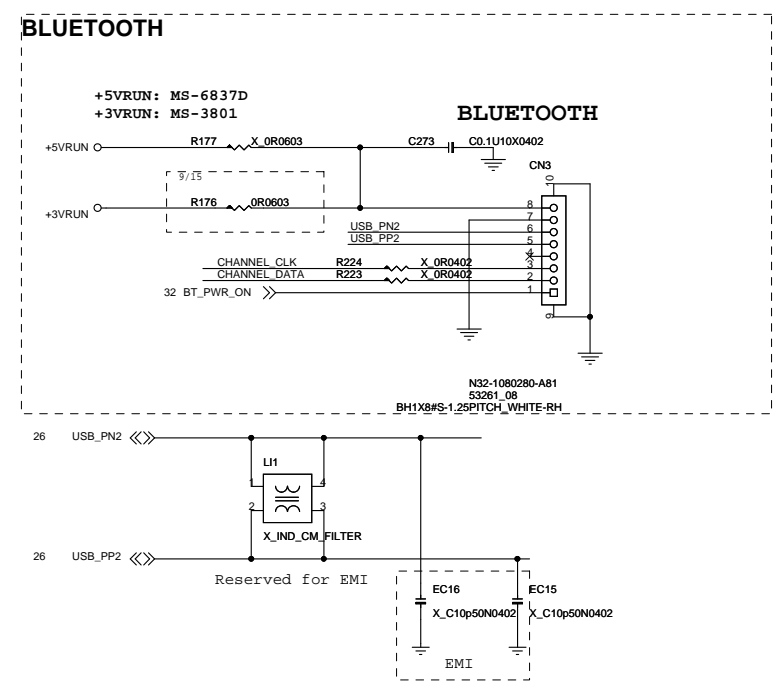 BLUETOOTH
+5VRUN: MS-6837D
+3VRUN: MS-3801
BLUETOOTH
+5VRUN
R177
X_0R0603
C273
C0.1U10X0402
CN3
10
9/15
+3VRUN
R176
0R0603
8
7
USB_PN2
6
USB_PP2
5
4
CHANNEL_CLK
R224
X_0R0402
3
CHANNEL_DATA
R223
X_0R0402
2
32 BT_PWR_ON
1
9
N32-1080280-A81
53261_08
BH1X8#S-1.25PITCH_WHITE-RH
26 USB_PN2
LI1
1
4
2
3
X_IND_CM_FILTER
26 USB_PP2
Reserved for EMI
EC16
EC15
X_C10p50N0402
X_C10p50N0402
EMI